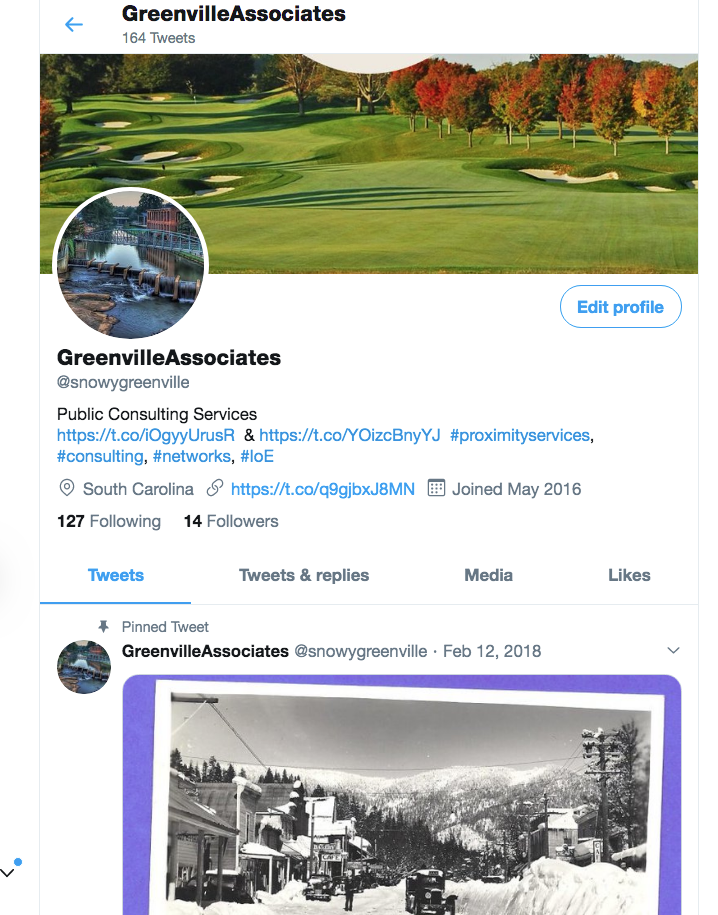 GreenvilleAssociates
164 Tweets
Edit profile
GreenvilleAssociates
@snowygreenville
Public Consulting Services
https://t.co/iOgyyUrusR & https://t.co/YOizcBnyYJ #proximityservices,
#consulting, #networks, #IoE
South Carolina https://t.co/q9gjbxJ8MN Joined May 2016
127 Following 14 Followers
Tweets Tweets & replies Media Likes
Pinned Tweet
GreenvilleAssociates @snowygreenville · Feb 12, 2018
CAFE